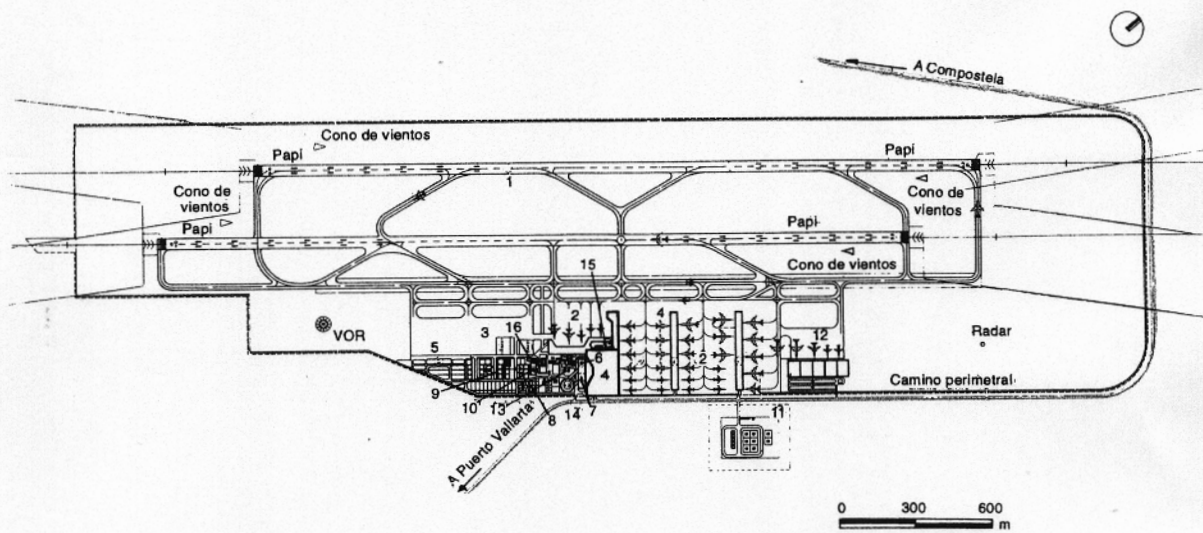 A Compostela
Cono de vientos
Papi
Papi
1
Cono de
vientos
Cono de
vientos
Papi
Papi
Cono de vientos
15
2
3
16
4
12
VOR
Radar
5
6
2
4
Camino perimetral
9
10
13
8
14
7
11
A Puerto Vallarta
0 300 600
m